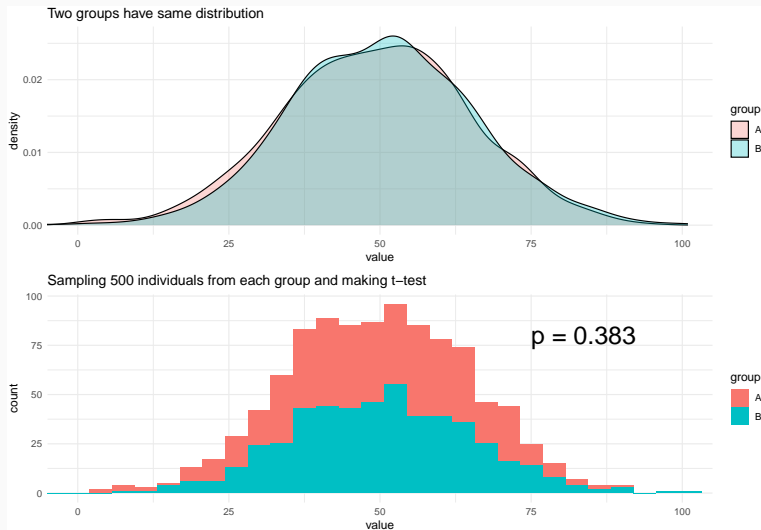 Two groups have same distribution
density
0.02
0.01
0.00
0
25
50
75
100
value
group
A
B
Sampling 500 individuals from each group and making t−test
p = 0.383
count
100
75
50
25
0
0
25
50
75
100
value
group
A
B